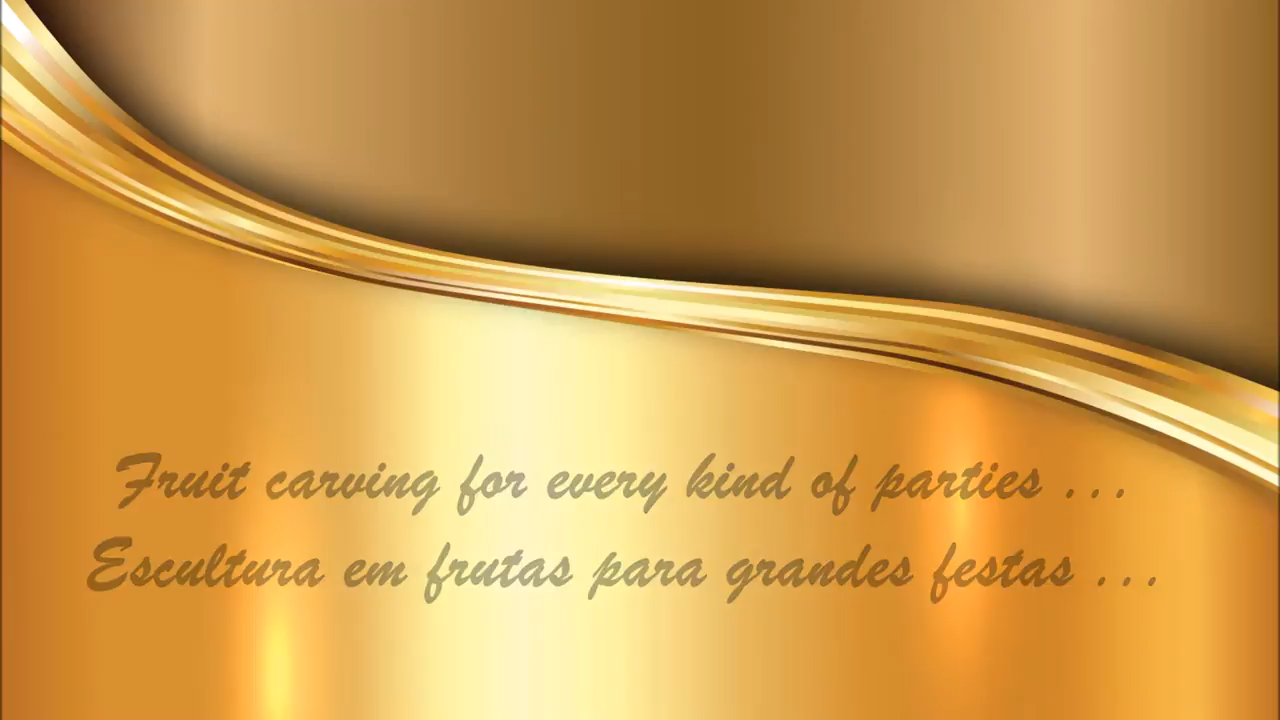 Fruit carving for every kind of parties ...
Escultura em frutas para grandes festas ...